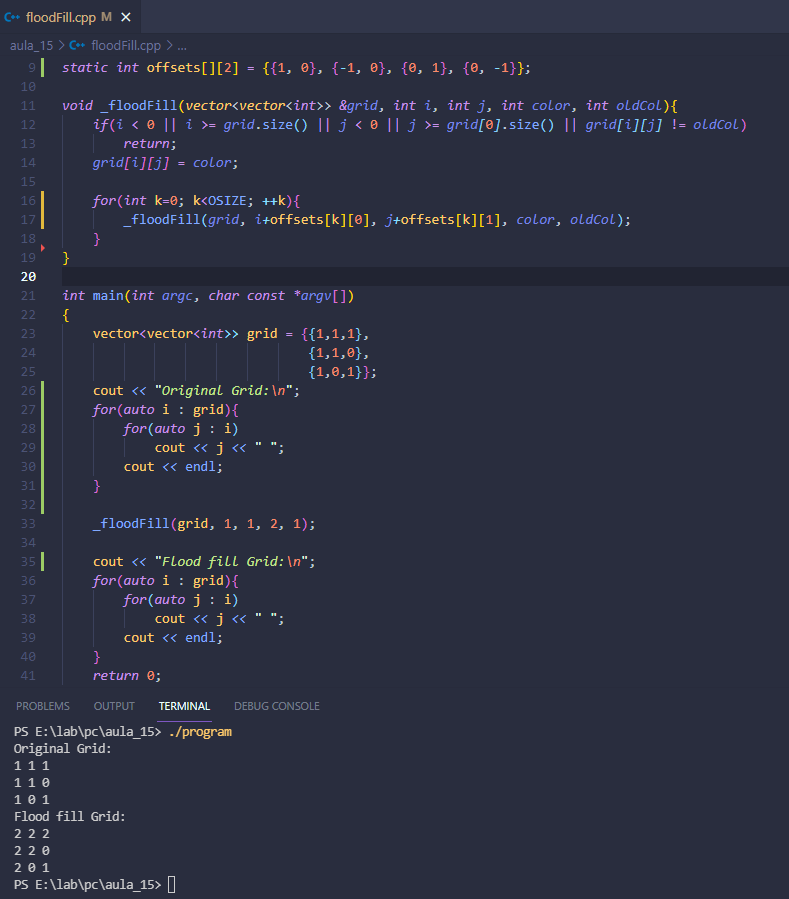 floodFill.cpp M ×
aula_15 > floodFill.cpp > ...
9 static int offsets[][2] = {{1, 0}, {-1, 0}, {0, 1}, {0, -1}};
10
11 void _floodFill(vector<vector<int>> &grid, int i, int j, int color, int oldCol){
12     if(i < 0 || i >= grid.size() || j < 0 || j >= grid[0].size() || grid[i][j] != oldCol)
13         return;
14     grid[i][j] = color;
15
16     for(int k=0; k<OSIZE; ++k){
17         _floodFill(grid, i+offsets[k][0], j+offsets[k][1], color, oldCol);
18     }
19 }
20
21 int main(int argc, char const *argv[])
22 {
23     vector<vector<int>> grid = {{1,1,1},
24                                 {1,1,0},
25                                 {1,0,1}};
26     cout << "Original Grid:\n";
27     for(auto i : grid){
28         for(auto j : i)
29             cout << j << " ";
30         cout << endl;
31     }
32
33     _floodFill(grid, 1, 1, 2, 1);
34
35     cout << "Flood fill Grid:\n";
36     for(auto i : grid){
37         for(auto j : i)
38             cout << j << " ";
39         cout << endl;
40     }
41     return 0;
PROBLEMS OUTPUT TERMINAL DEBUG CONSOLE
PS E:\lab\pc\aula_15> ./program
Original Grid:
1 1 1
1 1 0
1 0 1
Flood fill Grid:
2 2 2
2 2 0
2 0 1
PS E:\lab\pc\aula_15>